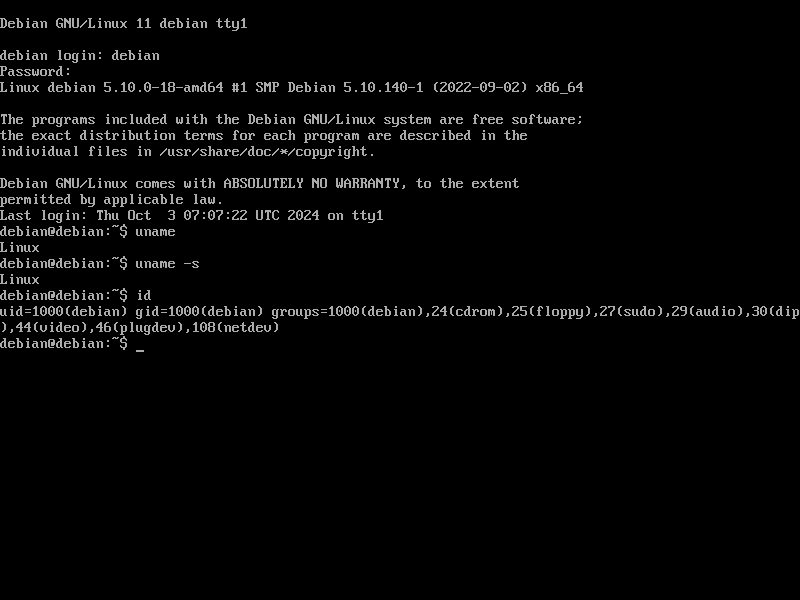 Debian GNU/Linux 11 debian tty1
debian login: debian
Password:
Linux debian 5.10.0-18-amd64 #1 SMP Debian 5.10.140-1 (2022-09-02) x86_64
The programs included with the Debian GNU/Linux system are free software;
the exact distribution terms for each program are described in the
individual files in /usr/share/doc/*/copyright.
Debian GNU/Linux comes with ABSOLUTELY NO WARRANTY, to the extent
permitted by applicable law.
Last login: Thu Oct  3 07:07:22 UTC 2024 on tty1
debian@debian:~$ uname
Linux
debian@debian:~$ uname -s
Linux
debian@debian:~$ id
uid=1000(debian) gid=1000(debian) groups=1000(debian),24(cdrom),25(floppy),27(sudo),29(audio),30(dip
),44(video),46(plugdev),108(netdev)
debian@debian:~$ _